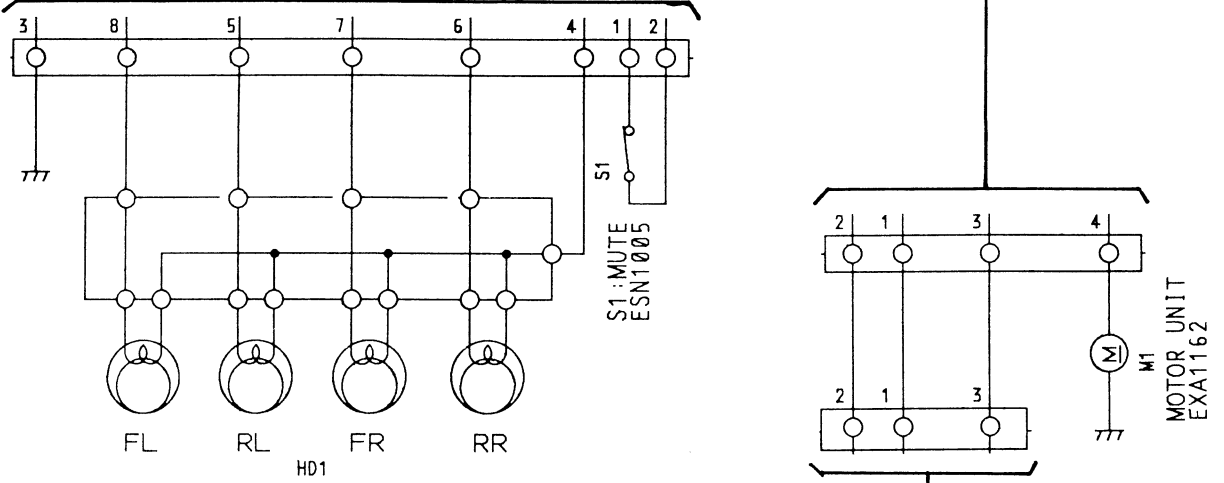 3 8 5 7 6 4 1 2
S1
S1:MUTE
ESN1005
FL RL FR RR
HD1
2 1 3 4
M
M1
MOTOR UNIT
EXA1162
2 1 3